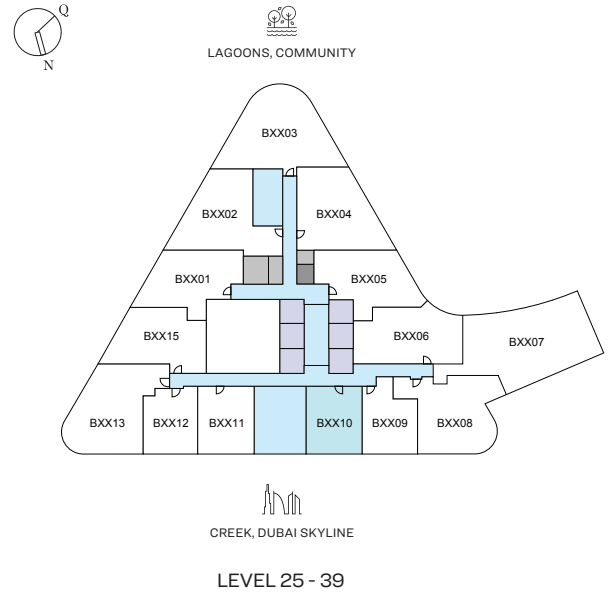 Q
N
LAGOONS, COMMUNITY
BXX03
BXX02
BXX04
BXX01
BXX05
BXX15
BXX06
BXX07
BXX13
BXX12
BXX11
BXX10
BXX09
BXX08
CREEK, DUBAI SKYLINE
LEVEL 25 - 39